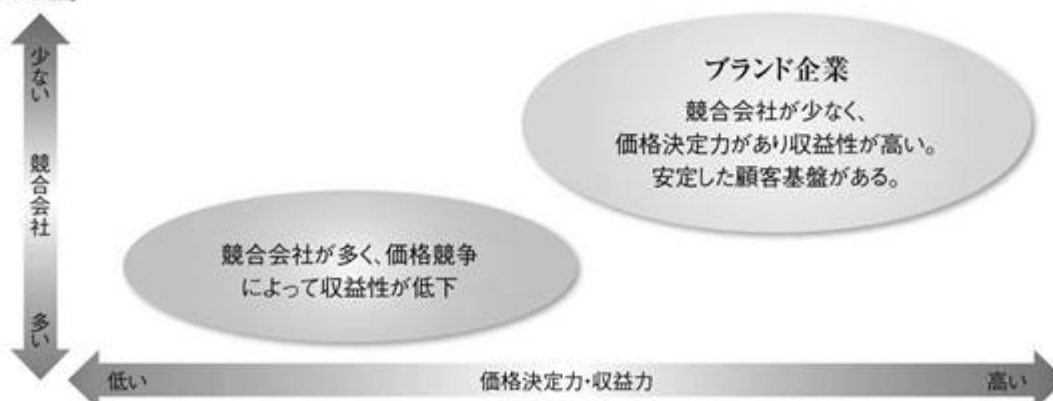 少ない
競合会社
多い
ブランド企業
競合会社が少なく、
価格決定力があり収益性が高い。
安定した顧客基盤がある。
競合会社が多く、価格競争
によって収益性が低下
低い
価格決定力・収益力
高い